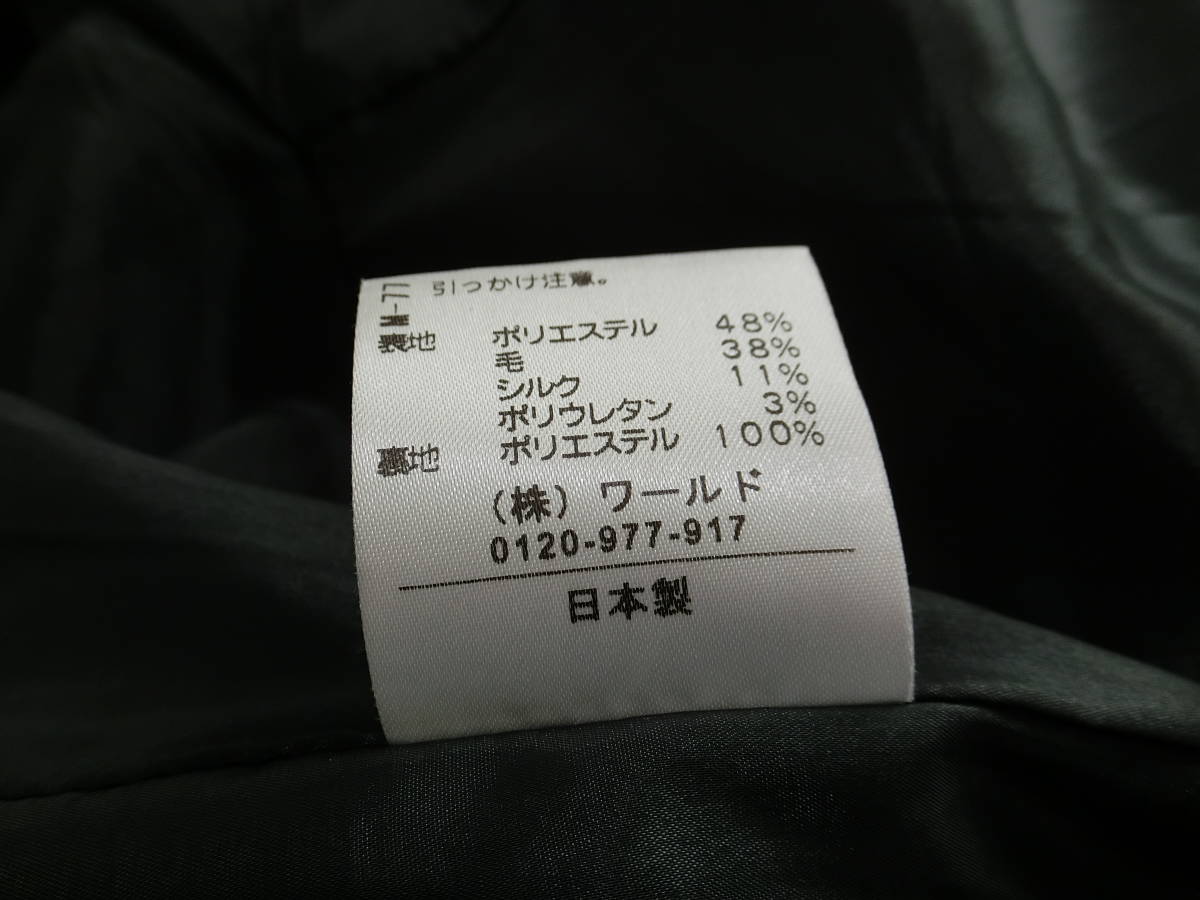 M-77 引っかけ注意。
表地 ポリエステル 48%
毛 38%
シルク 11%
ポリウレタン 3%
裏地 ポリエステル 100%
(株) ワールド
0120-977-917
日本製